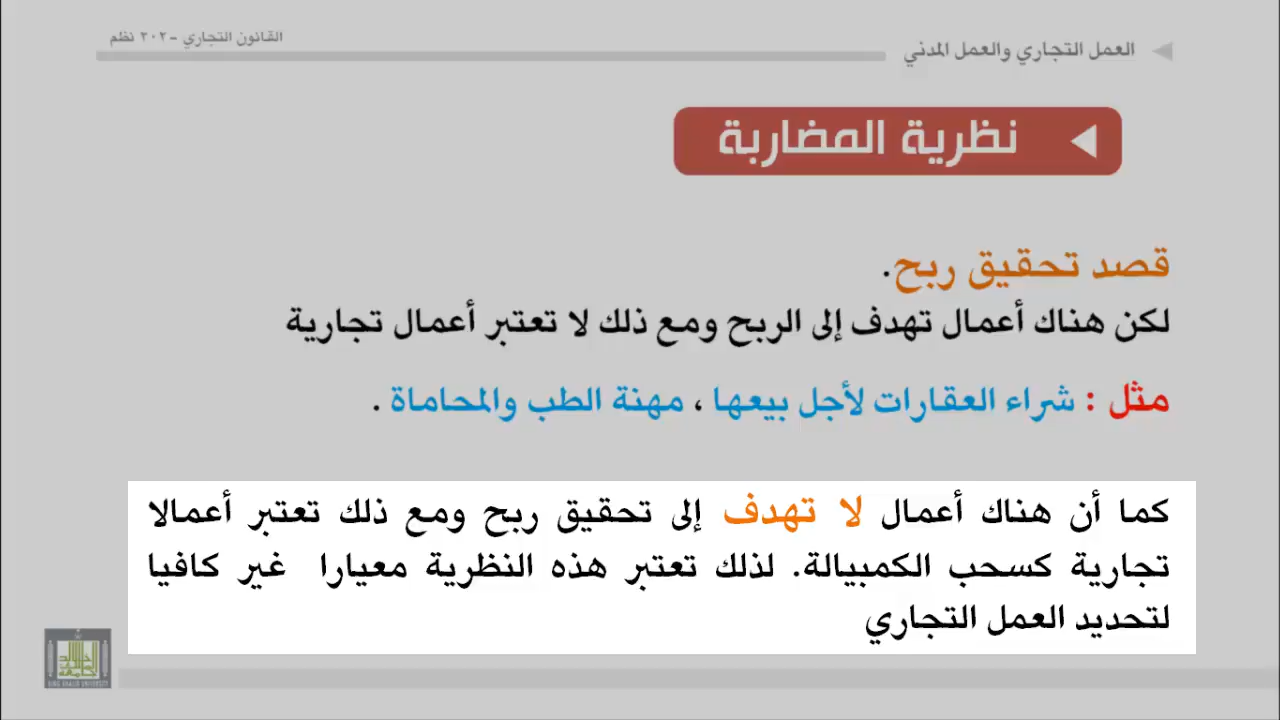 العمل التجاري والعمل المدني
القانون التجاري -٢٠٢ نظم
نظرية المضاربة
قصد تحقيق ربح.
لكن هناك أعمال تهدف إلى الربح ومع ذلك لا تعتبر أعمال تجارية
مثل : شراء العقارات لأجل بيعها ، مهنة الطب والمحاماة .
كما أن هناك أعمال لا تهدف إلى تحقيق ربح ومع ذلك تعتبر أعمالا
تجارية كسحب الكمبيالة. لذلك تعتبر هذه النظرية معيارا غير كافيا
لتحديد العمل التجاري
KING KHALID UNIVERSITY